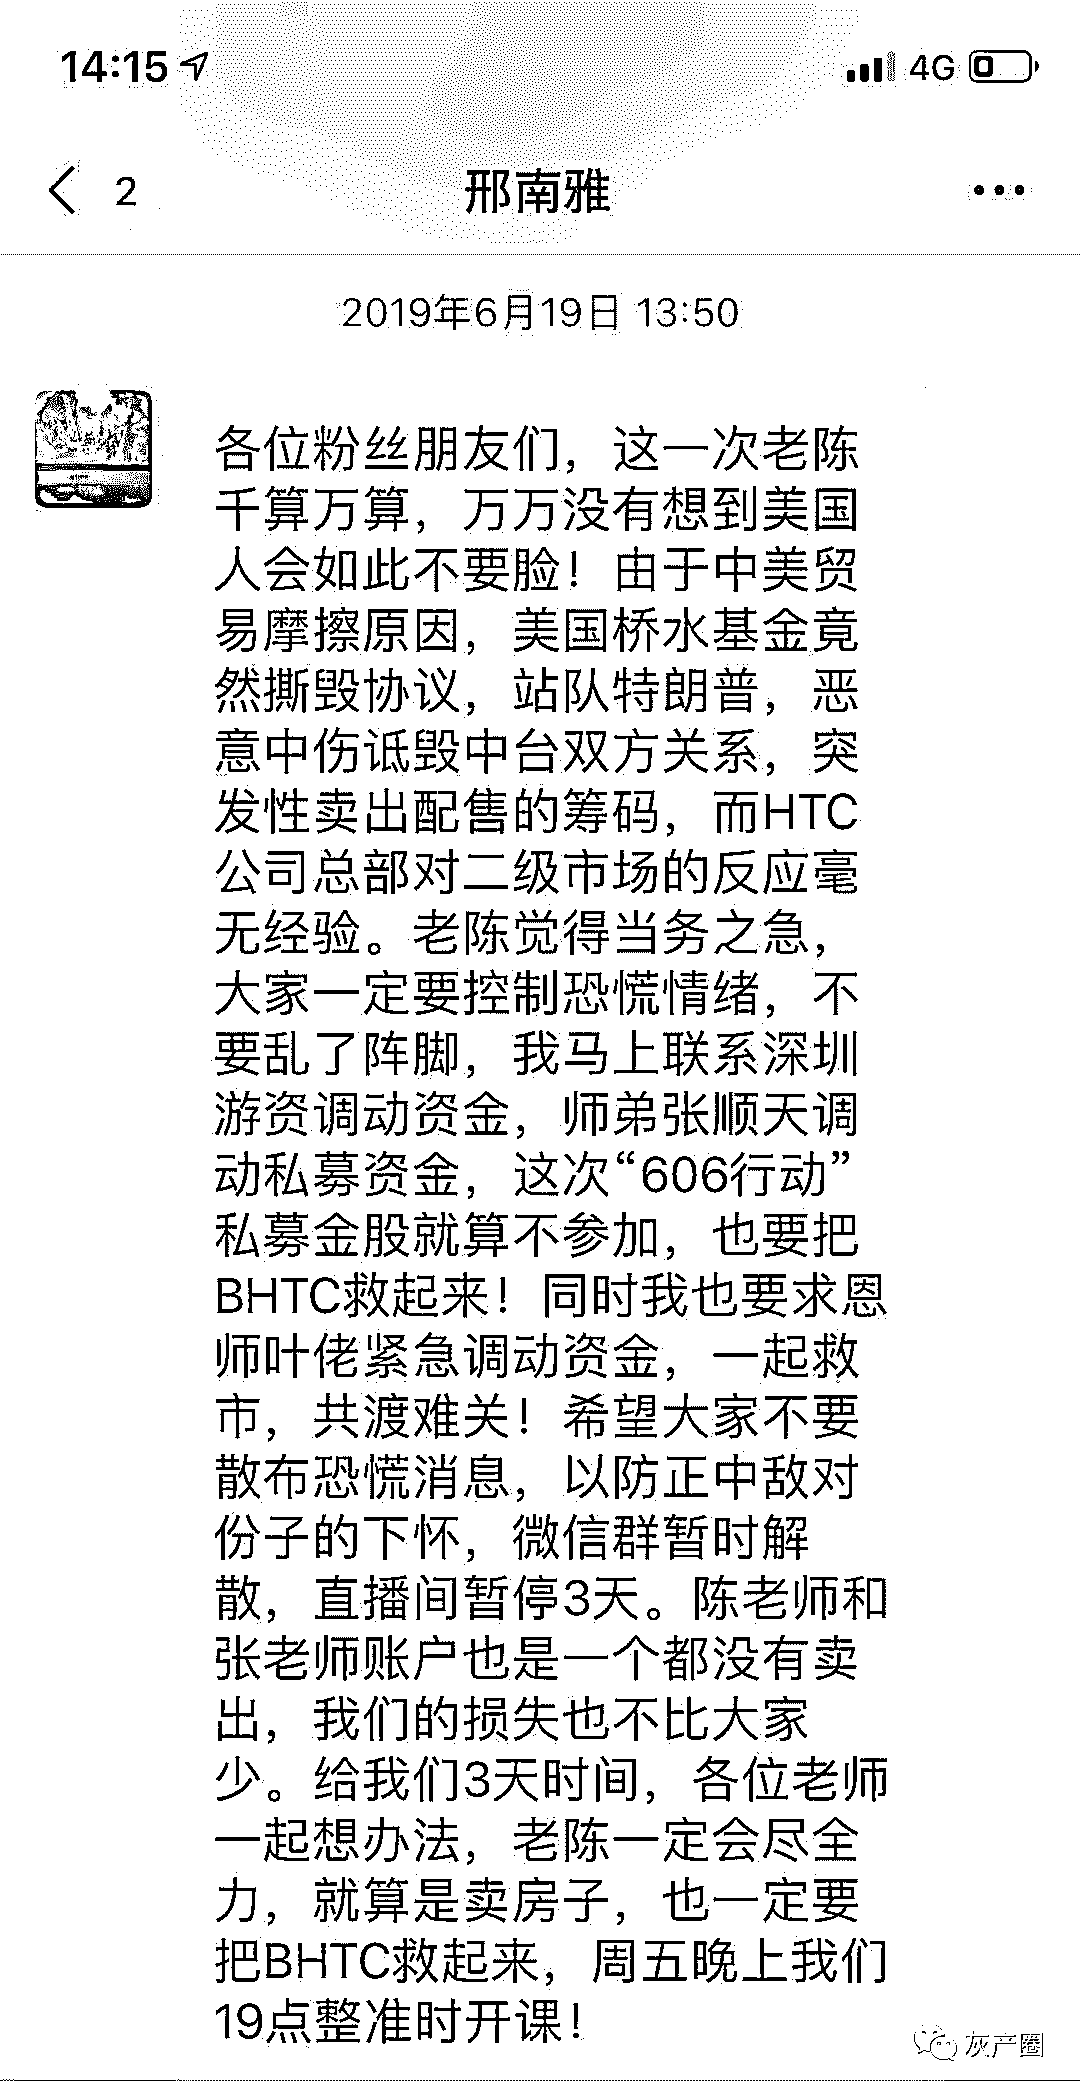 14:15
4G
2
邢南雅
2019年6月19日 13:50
各位粉丝朋友们，这一次老陈
千算万算，万万没有想到美国
人会如此不要脸！由于中美贸
易摩擦原因，美国桥水基金竟
然撕毁协议，站队特朗普，恶
意中伤诋毁中台双方关系，突
发性卖出配售的筹码，而HTC
公司总部对二级市场的反应毫
无经验。老陈觉得当务之急，
大家一定要控制恐慌情绪，不
要乱了阵脚，我马上联系深圳
游资调动资金，师弟张顺天调
动私募资金，这次“606行动”
私募金股就算不参加，也要把
BHTC救起来！同时我也要求恩
师叶佬紧急调动资金，一起救
市，共渡难关！希望大家不要
散布恐慌消息，以防正中敌对
份子的下怀，微信群暂时解
散，直播间暂停3天。陈老师和
张老师账户也是一个都没有卖
出，我们的损失也不比大家
少。给我们3天时间，各位老师
一起想办法，老陈一定会尽全
力，就算是卖房子，也一定要
把BHTC救起来，周五晚上我们
19点整准时开课！
灰产圈